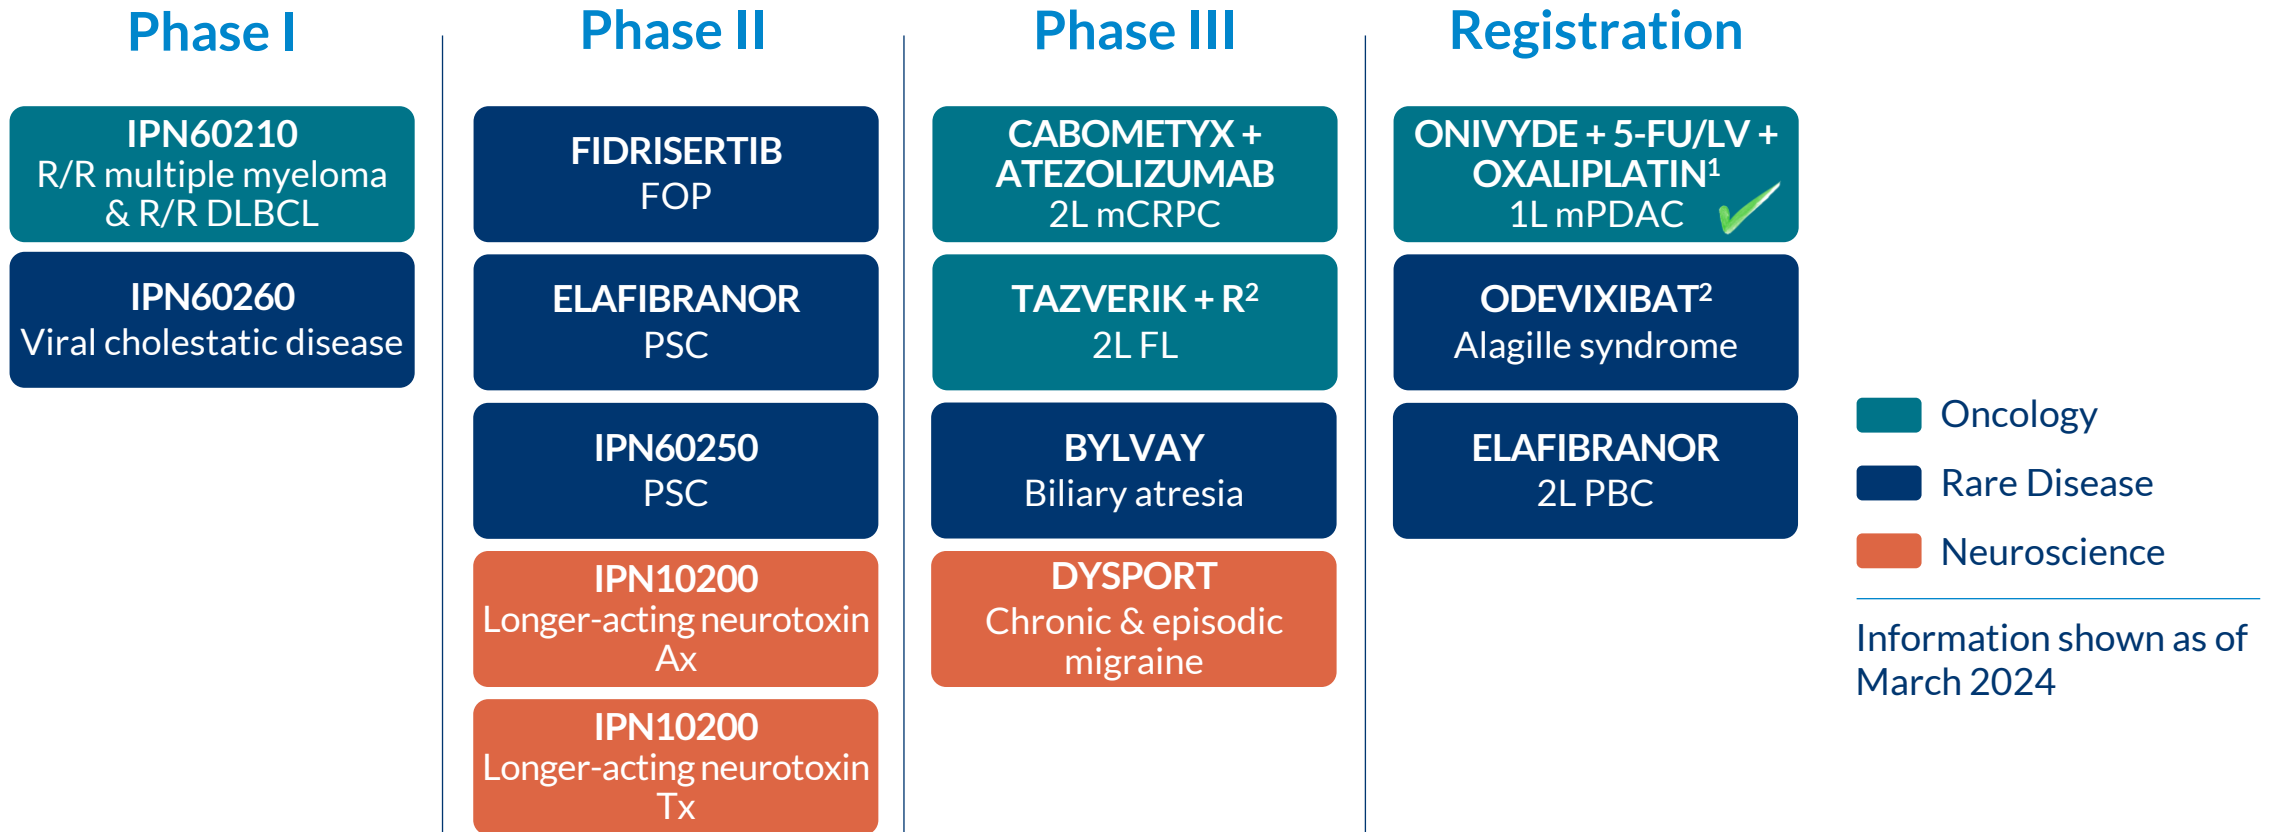 Phase I
IPN60210
R/R multiple myeloma
& R/R DLBCL
IPN60260
Viral cholestatic disease
Phase II
FIDRISERTIB
FOP
ELAFIBRANOR
PSC
IPN60250
PSC
IPN10200
Longer-acting neurotoxin
Ax
IPN10200
Longer-acting neurotoxin
Tx
Phase III
CABOMETYX +
ATEZOLIZUMAB
2L mCRPC
TAZVERIK + R²
2L FL
BYLVAY
Biliary atresia
DYSPORT
Chronic & episodic
migraine
Registration
ONIVYDE + 5-FU/LV +
OXALIPLATIN¹
1L mPDAC
ODEVIXIBAT²
Alagille syndrome
ELAFIBRANOR
2L PBC
Oncology
Rare Disease
Neuroscience
Information shown as of
March 2024